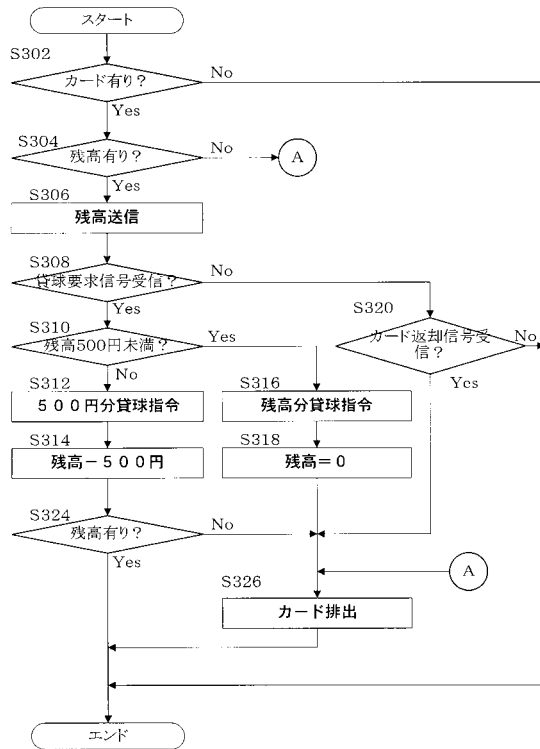 スタート
S302
カード有り?
No
Yes
S304
残高有り?
No
A
Yes
S306
残高送信
S308
貸球要求信号受信?
No
Yes
S310
残高500円未満?
Yes
No
S320
カード返却信号受
信?
No
Yes
S312
500円分貸球指令
S316
残高分貸球指令
S314
残高-500円
S318
残高=0
S324
残高有り?
No
Yes
A
S326
カード排出
エンド